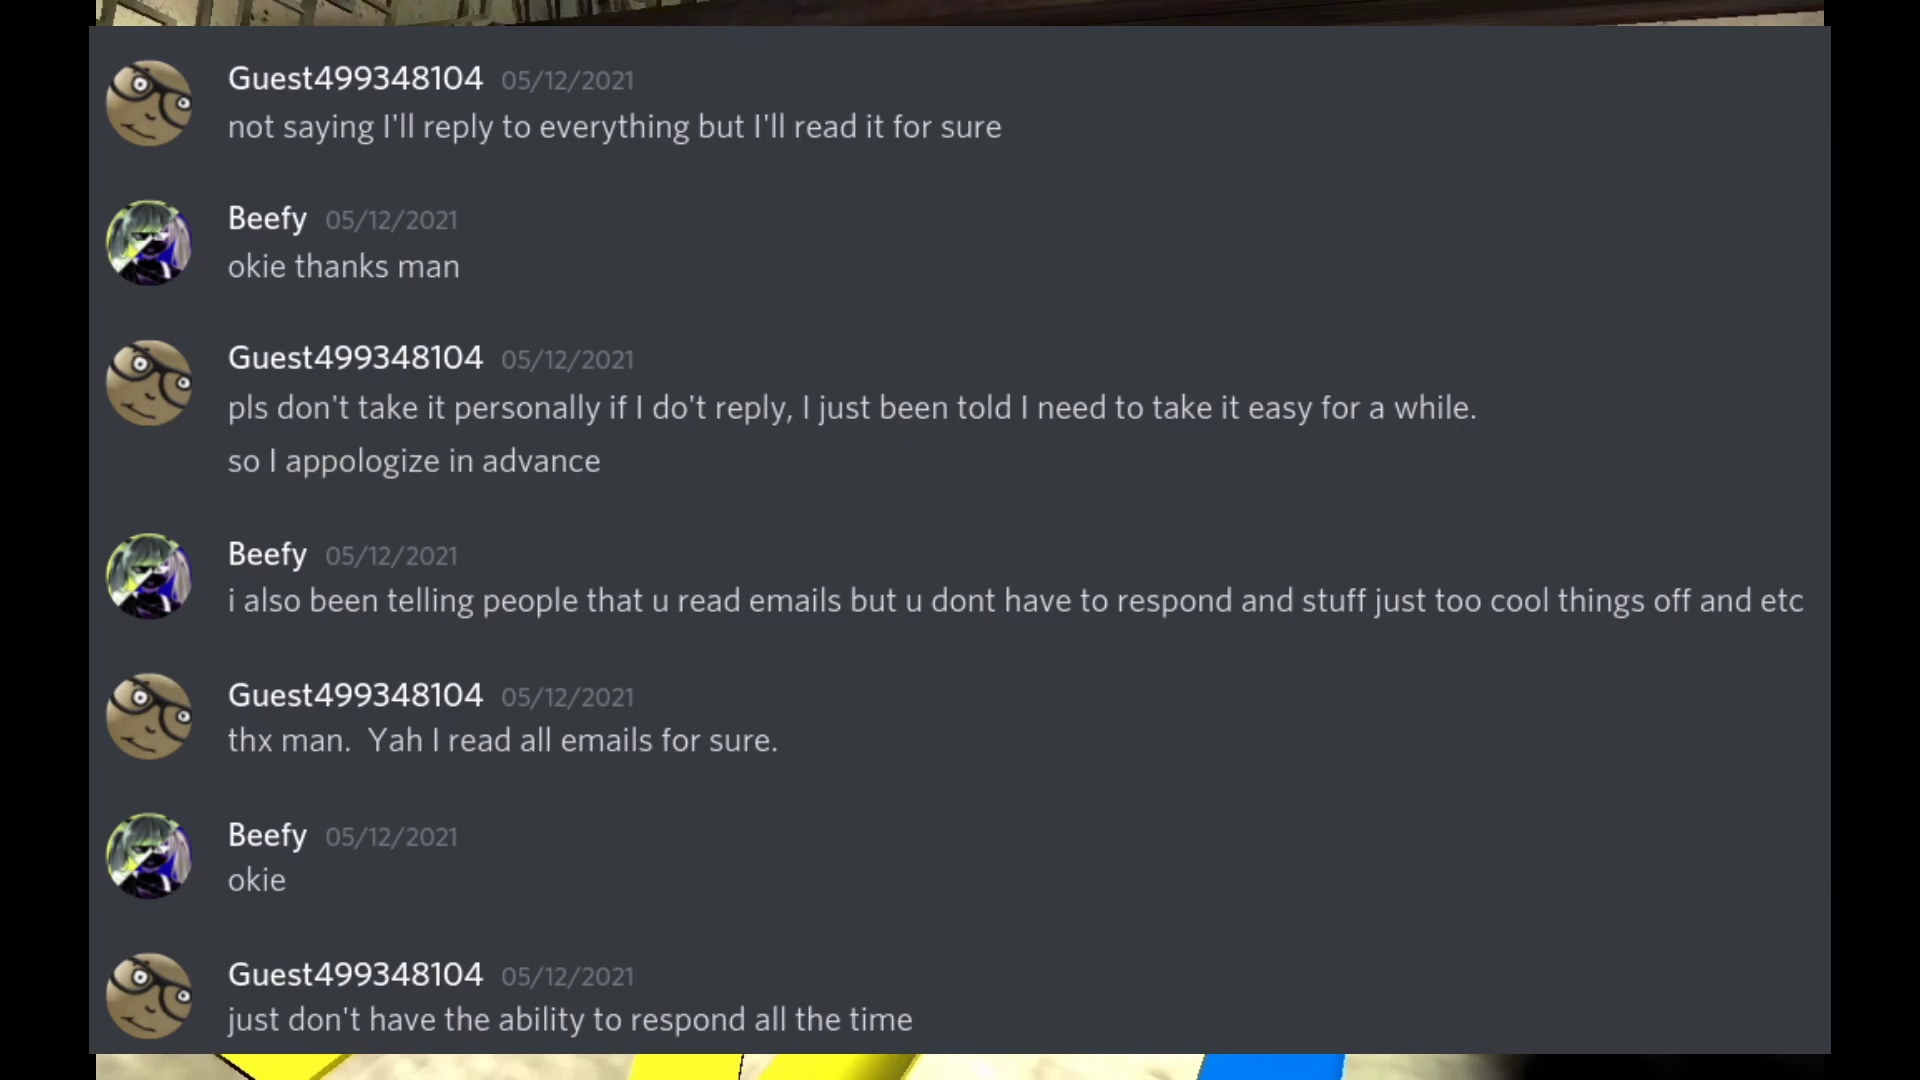 Guest499348104 05/12/2021
not saying I'll reply to everything but I'll read it for sure
Beefy 05/12/2021
okie thanks man
Guest499348104 05/12/2021
pls don't take it personally if I do't reply, I just been told I need to take it easy for a while.
so I appologize in advance
Beefy 05/12/2021
i also been telling people that u read emails but u dont have to respond and stuff just too cool things off and etc
Guest499348104 05/12/2021
thx man.  Yah I read all emails for sure.
Beefy 05/12/2021
okie
Guest499348104 05/12/2021
just don't have the ability to respond all the time